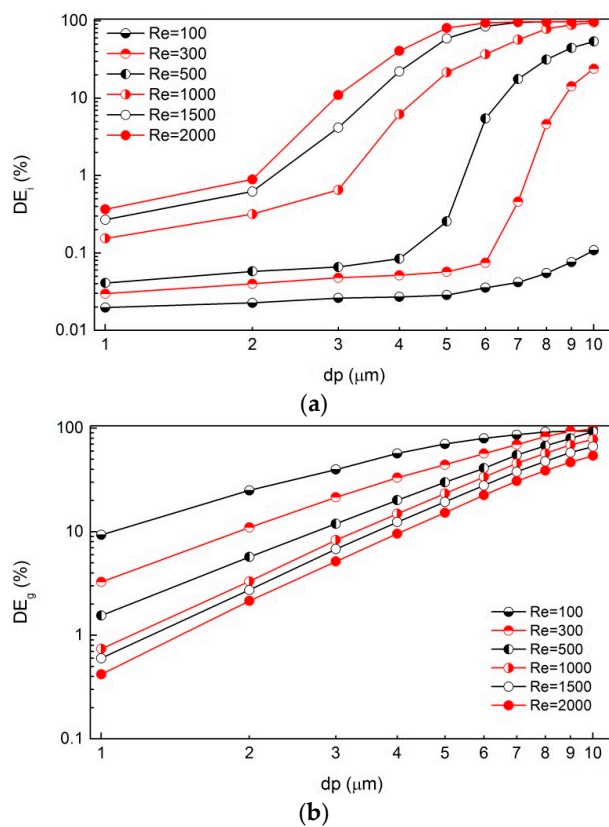 100
10
1
0.1
0.01
DEi (%)
Re=100
Re=300
Re=500
Re=1000
Re=1500
Re=2000
1 2 3 4 5 6 7 8 9 10
dp (μm)
(a)
100
10
1
0.1
DEg (%)
Re=100
Re=300
Re=500
Re=1000
Re=1500
Re=2000
1 2 3 4 5 6 7 8 9 10
dp (μm)
(b)